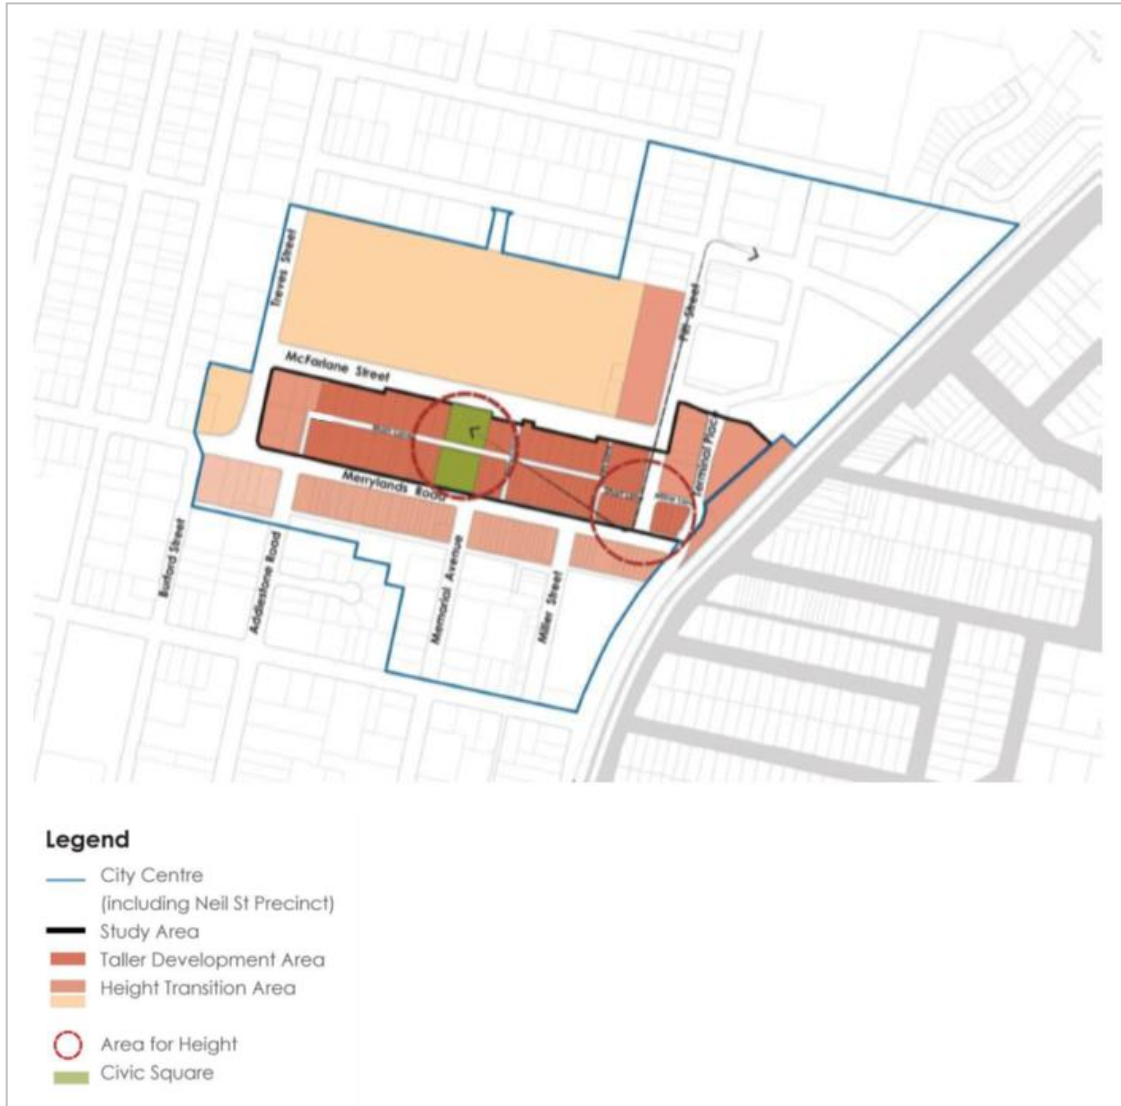 Treves Street
Pitt Street
McFarlane Street
Terminal Place
Merrylands Road
Burford Street
Addlestone Road
Memorial Avenue
Miller Street
Legend
City Centre
(including Neil St Precinct)
Study Area
Taller Development Area
Height Transition Area
Area for Height
Civic Square